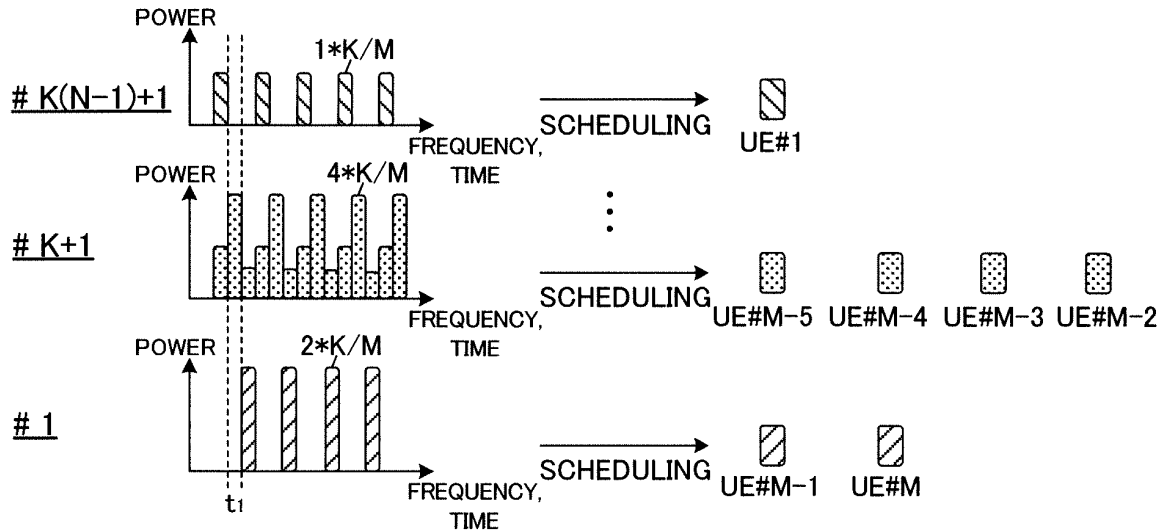 POWER
1*K/M
# K(N-1)+1
FREQUENCY,
TIME
SCHEDULING
UE#1
POWER
4*K/M
# K+1
FREQUENCY,
TIME
SCHEDULING
UE#M-5 UE#M-4 UE#M-3 UE#M-2
POWER
2*K/M
# 1
t1
FREQUENCY,
TIME
SCHEDULING
UE#M-1 UE#M